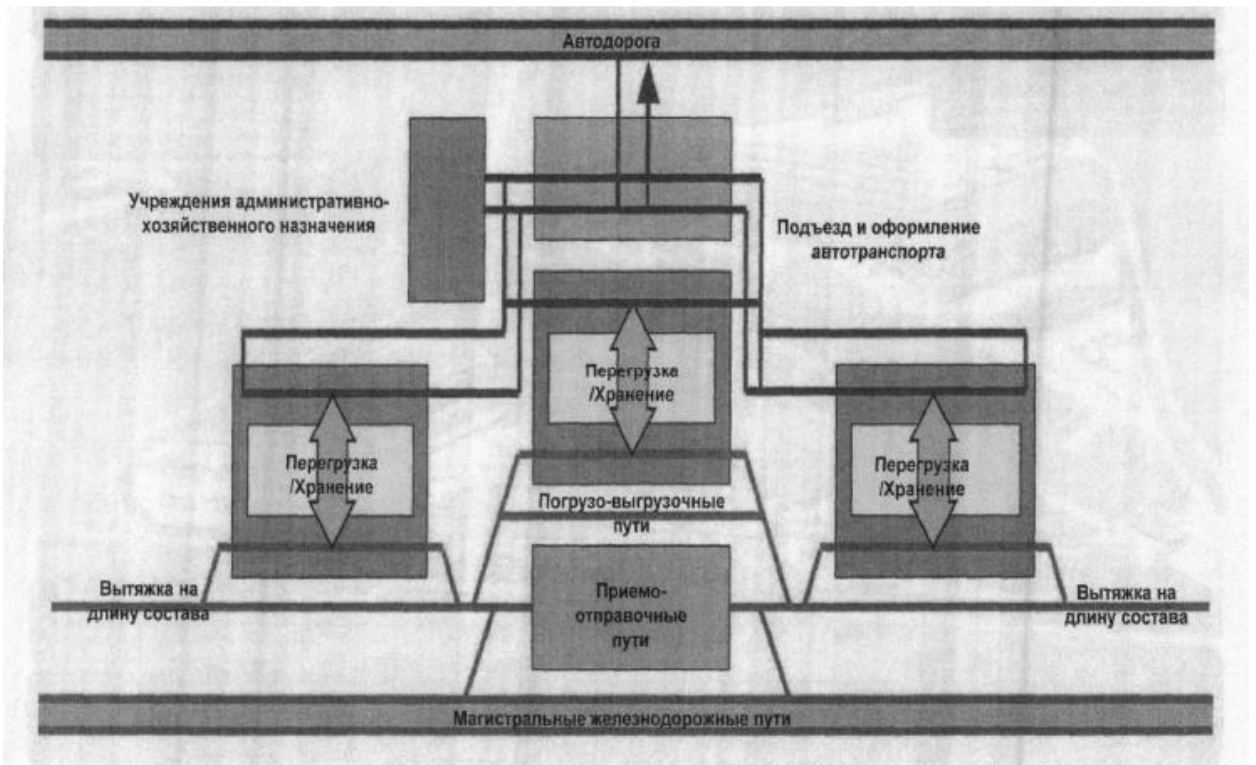 Автодорога
Учреждения административно-
хозяйственного назначения
Подъезд и оформление
автотранспорта
Перегрузка
/Хранение
Перегрузка
/Хранение
Перегрузка
/Хранение
Погрузо-выгрузочные
пути
Вытяжка на
длину состава
Приемо-
отправочные
пути
Вытяжка на
длину состава
Магистральные железнодорожные пути